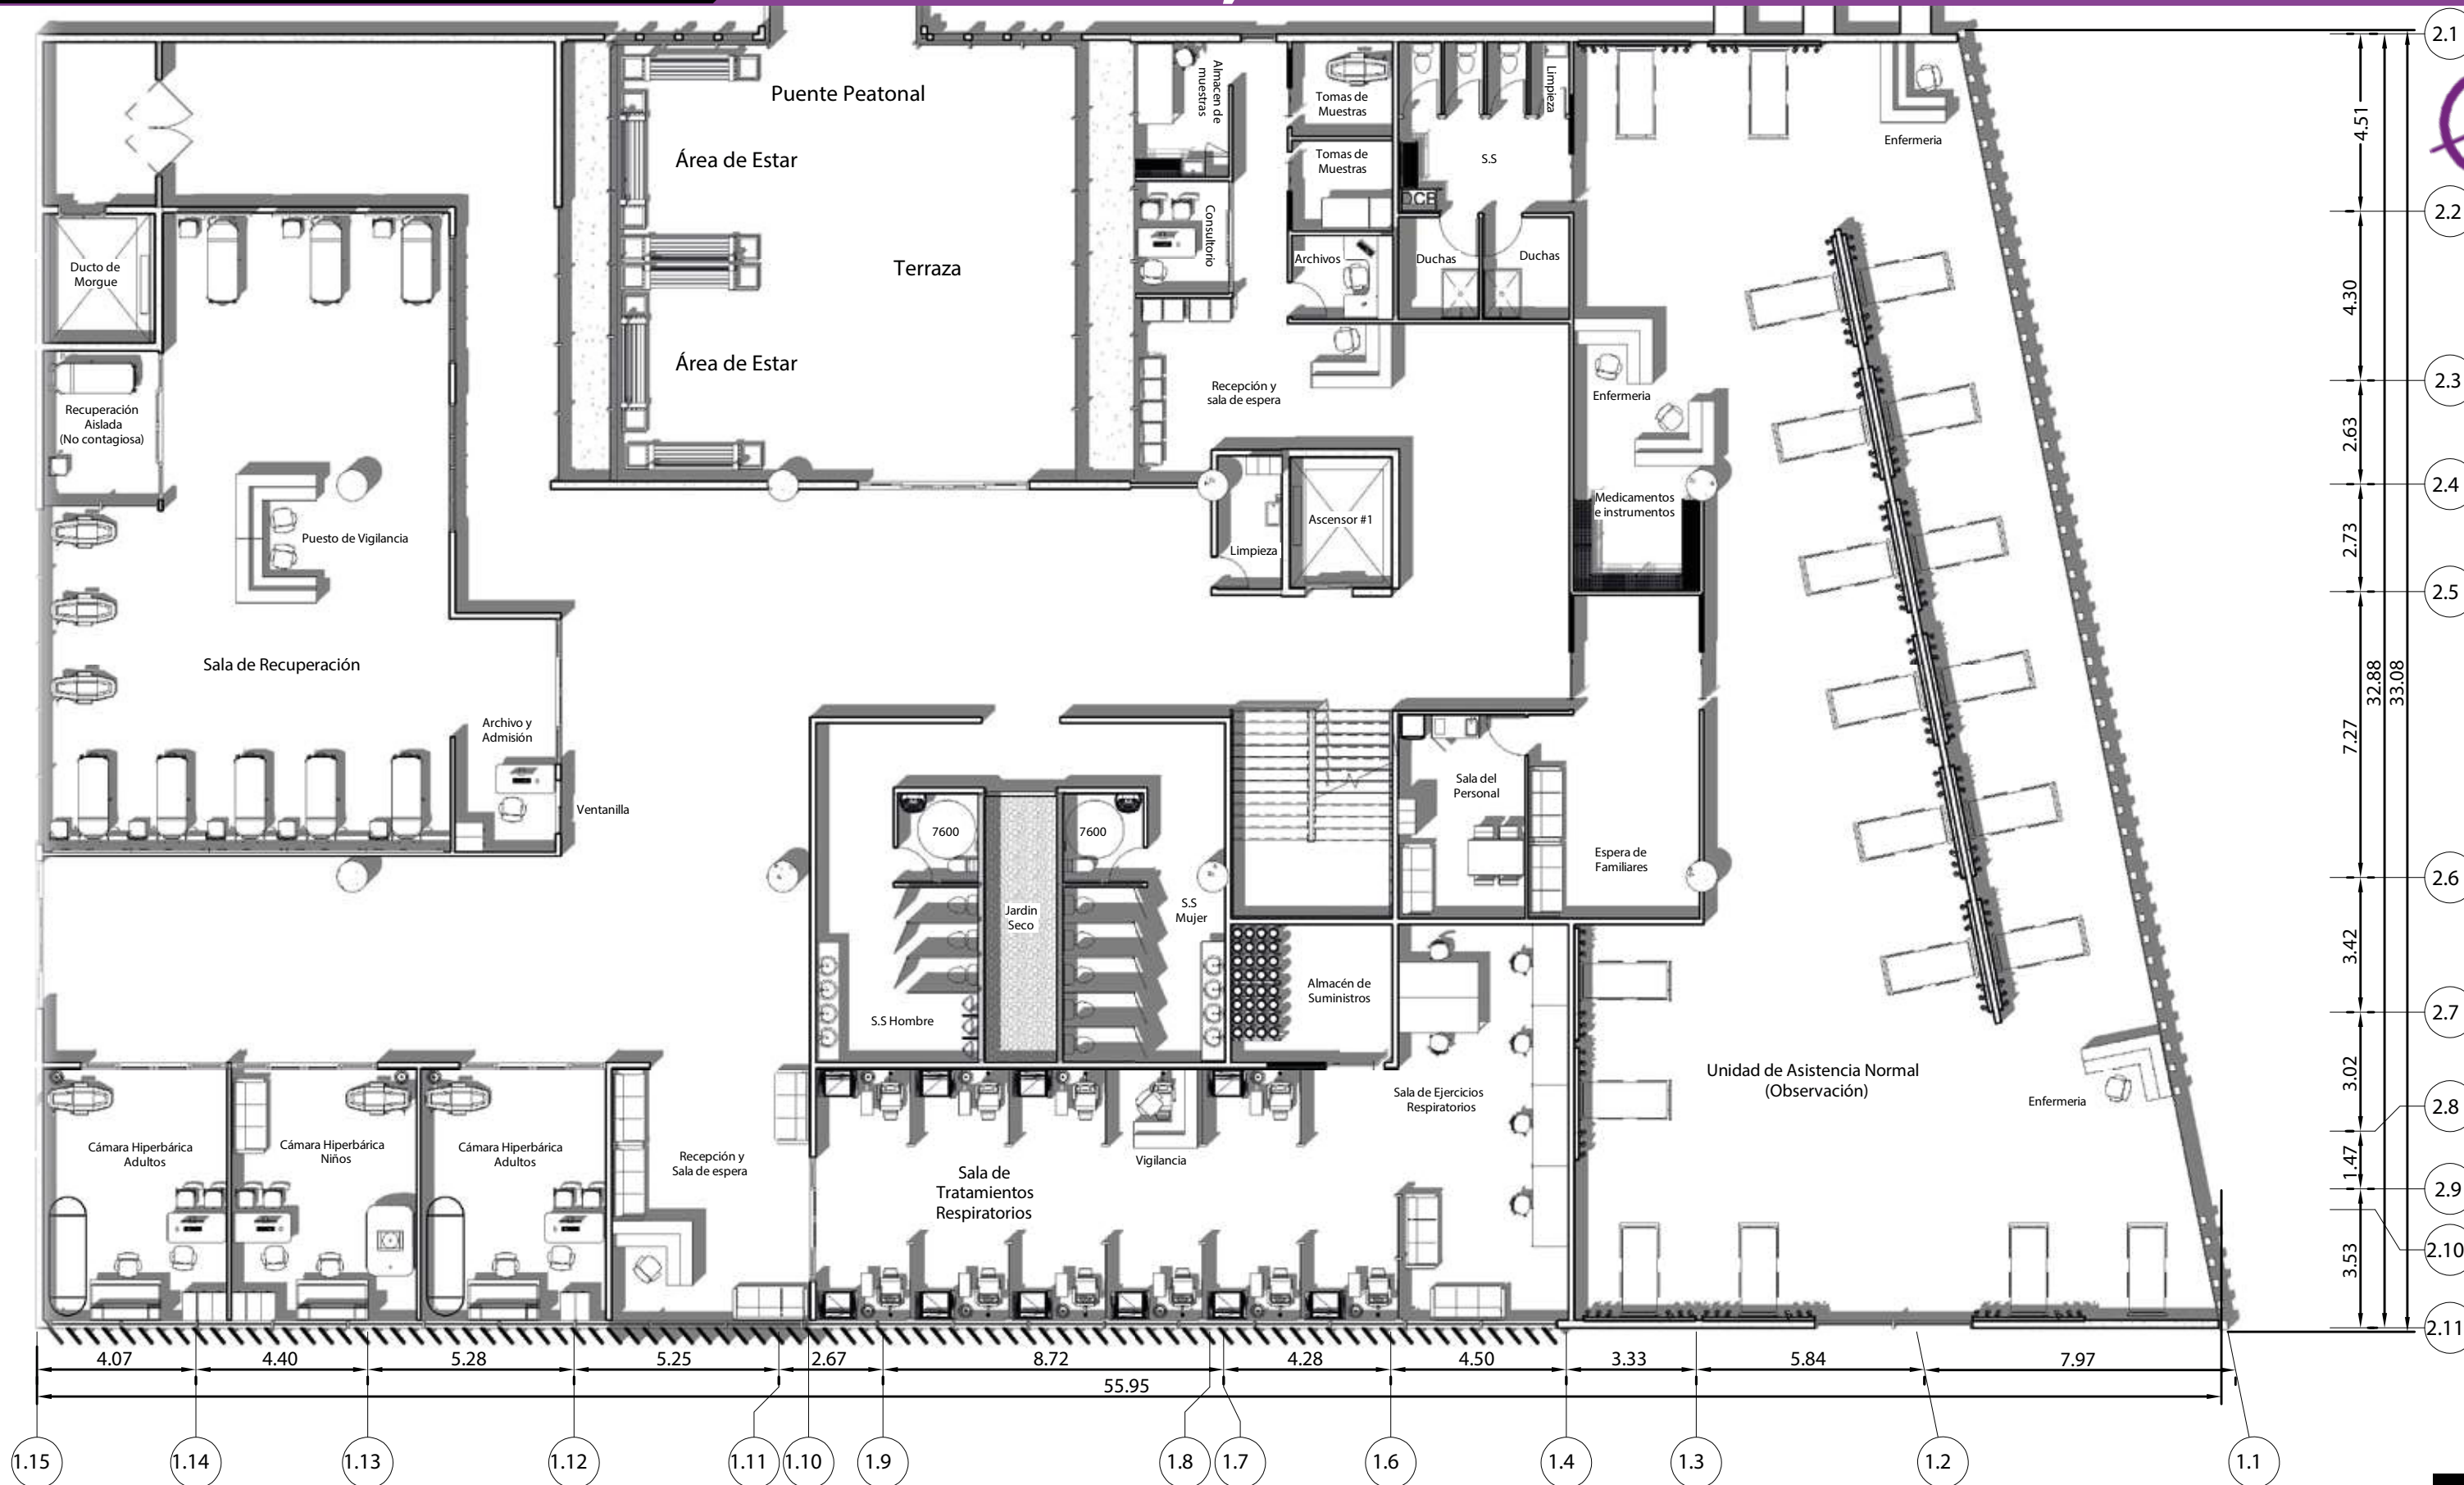 Puente Peatonal
Área de Estar
Terraza
Área de Estar
Almacen de
muestras
Tomas de
Muestras
Tomas de
Muestras
Consultorio
Archivos
Limpieza
S.S
DCB
Duchas
Duchas
Enfermeria
Ducto de
Morgue
Recuperación
Aislada
(No contagiosa)
Puesto de Vigilancia
Sala de Recuperación
Archivo y
Admisión
Ventanilla
Recepción y
sala de espera
Limpieza
Ascensor #1
Enfermeria
Medicamentos
e instrumentos
Sala del
Personal
Espera de
Familiares
7600
7600
Jardin
Seco
S.S
Mujer
S.S Hombre
Almacén de
Suministros
Sala de Ejercicios
Respiratorios
Unidad de Asistencia Normal
(Observación)
Enfermeria
Cámara Hiperbárica
Adultos
Cámara Hiperbárica
Niños
Cámara Hiperbárica
Adultos
Recepción y
Sala de espera
Sala de
Tratamientos
Respiratorios
Vigilancia
2.1
4.51
2.2
4.30
2.3
2.63
2.4
2.73
2.5
32.88
33.08
7.27
2.6
3.42
2.7
3.02
2.8
1.47
2.9
2.10
3.53
2.11
4.07 4.40 5.28 5.25 2.67 8.72 4.28 4.50 3.33 5.84 7.97
55.95
1.15 1.14 1.13 1.12 1.11 1.10 1.9 1.8 1.7 1.6 1.4 1.3 1.2 1.1